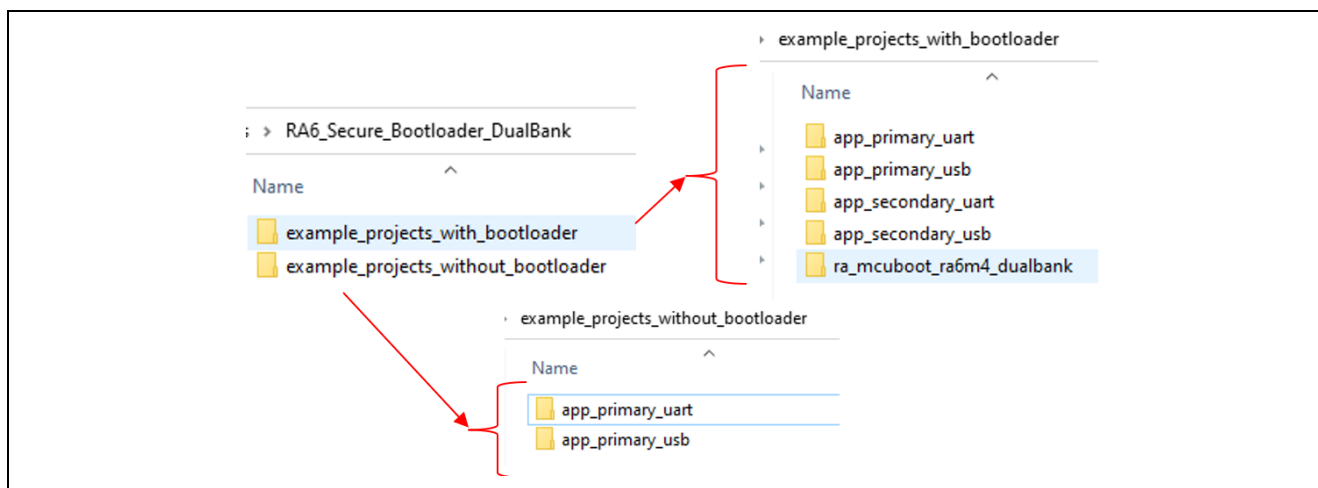 › RA6_Secure_Bootloader_DualBank
Name
example_projects_with_bootloader
example_projects_without_bootloader
› example_projects_with_bootloader
Name
app_primary_uart
app_primary_usb
app_secondary_uart
app_secondary_usb
ra_mcuboot_ra6m4_dualbank
› example_projects_without_bootloader
Name
app_primary_uart
app_primary_usb